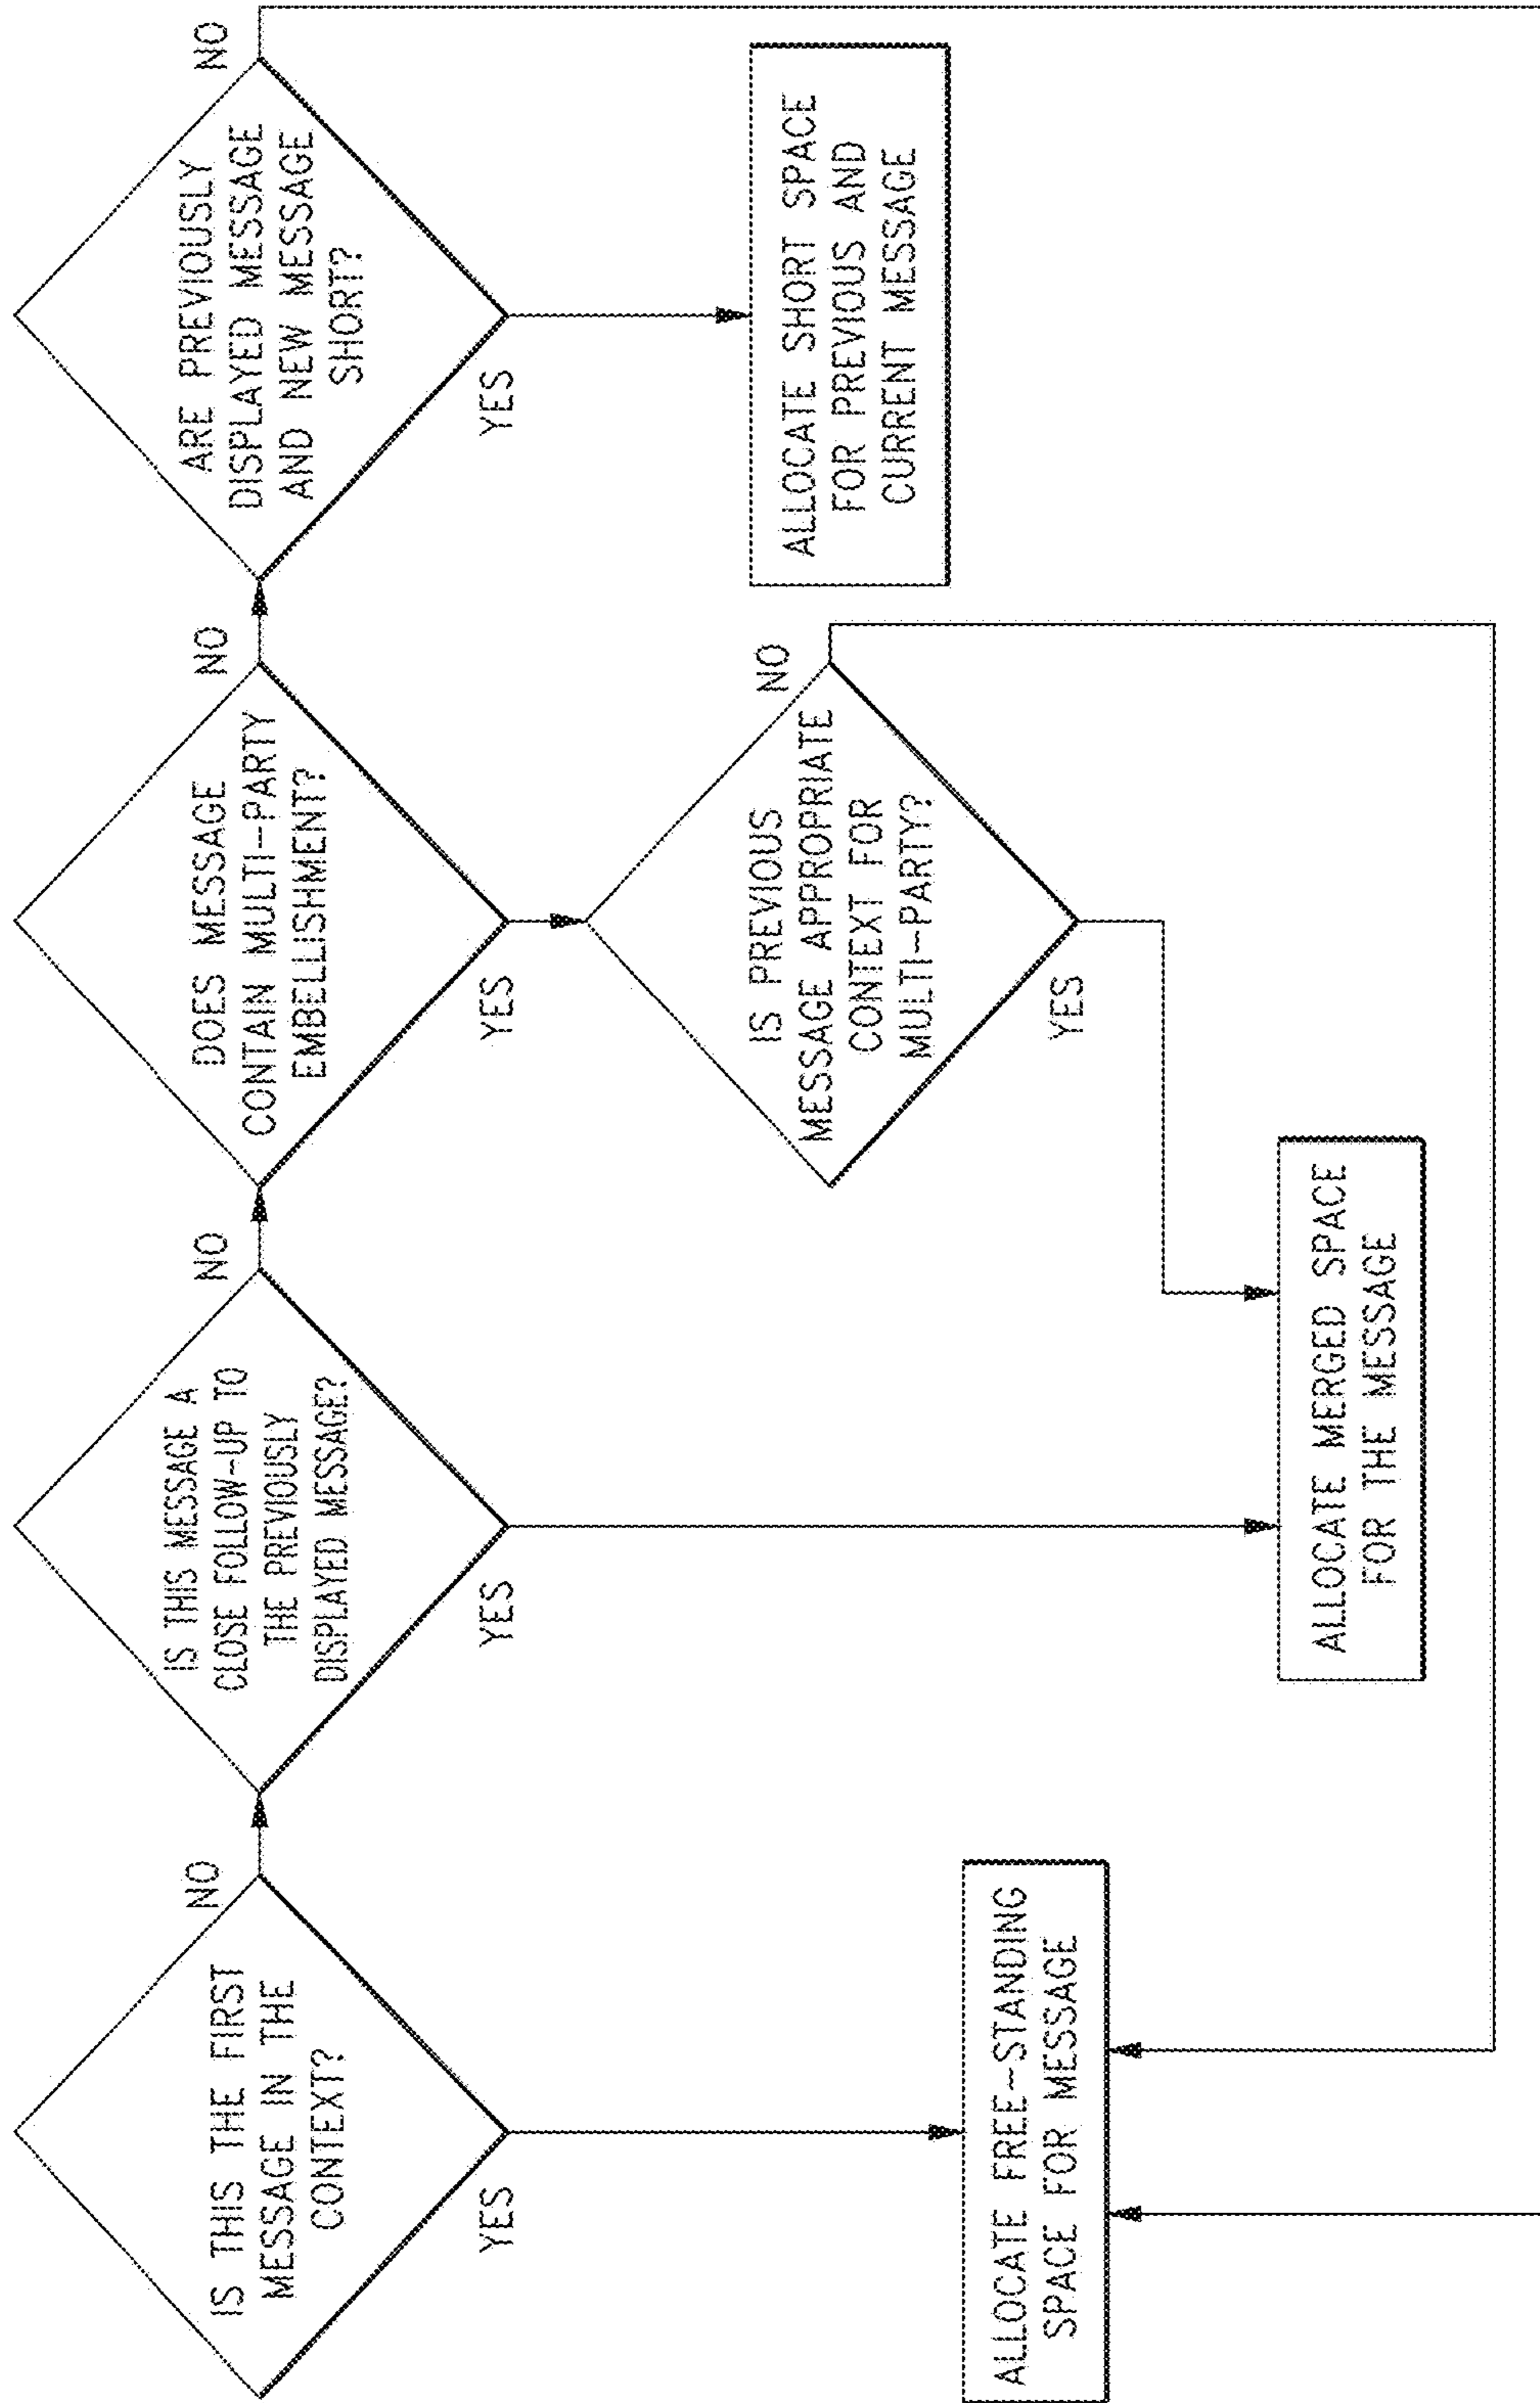 IS THIS THE FIRST
MESSAGE IN THE
CONTEXT?
NO
YES
IS THIS MESSAGE A
CLOSE FOLLOW-UP TO
THE PREVIOUSLY
DISPLAYED MESSAGE?
NO
YES
DOES MESSAGE
CONTAIN MULTI-PARTY
EMBELLISHMENT?
NO
YES
ARE PREVIOUSLY
DISPLAYED MESSAGE
AND NEW MESSAGE
SHORT?
NO
YES
IS PREVIOUS
MESSAGE APPROPRIATE
CONTEXT FOR
MULTI-PARTY?
NO
YES
ALLOCATE SHORT SPACE
FOR PREVIOUS AND
CURRENT MESSAGE
ALLOCATE FREE-STANDING
SPACE FOR MESSAGE
ALLOCATE MERGED SPACE
FOR THE MESSAGE